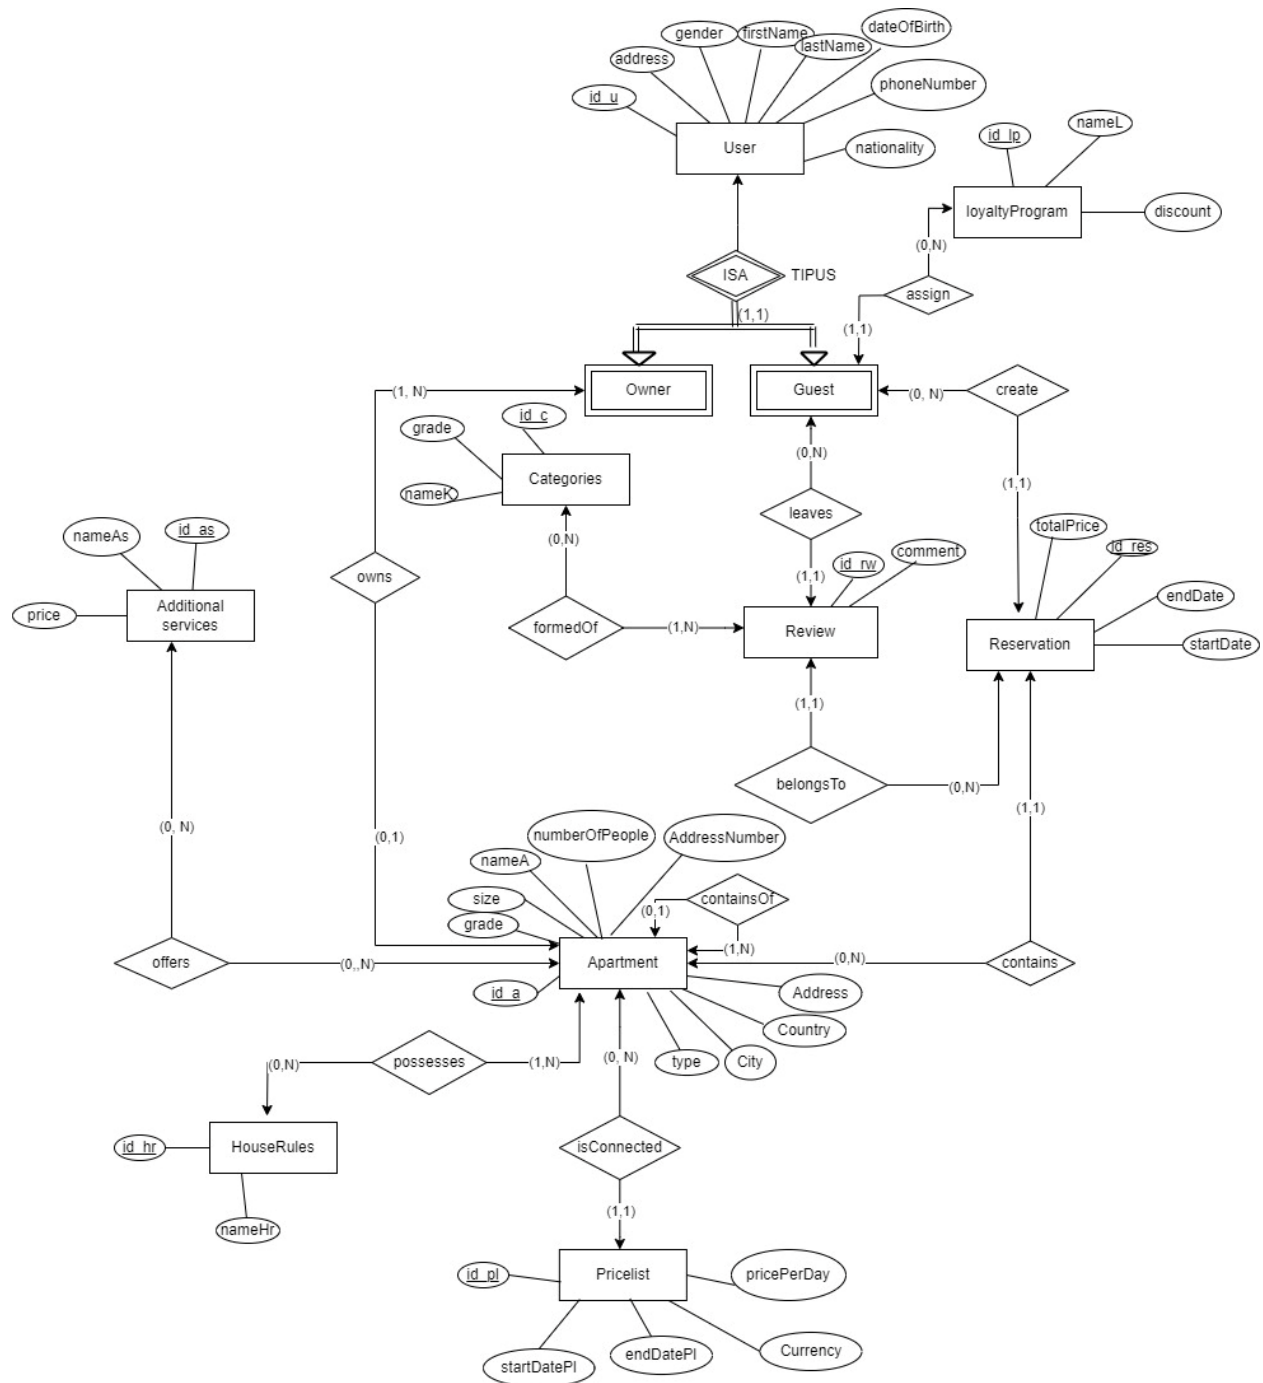 dateOfBirth
gender
firstName
lastName
address
phoneNumber
id_u
nameL
id_lp
User
nationality
loyaltyProgram
discount
(0,N)
ISA
TIPUS
assign
(1,1)
(1,1)
(1, N)
Owner
Guest
(0, N)
create
id_c
grade
(0,N)
Categories
(1,1)
nameK
leaves
totalPrice
id_as
nameAs
(0,N)
id_res
comment
id_rw
owns
(1,1)
endDate
price
Additional
services
formedOf
(1,N)
Review
Reservation
startDate
(1,1)
belongsTo
(0,N)
(1,1)
(0, N)
(0,1)
numberOfPeople
AddressNumber
nameA
containsOf
size
(0,1)
grade
(1,N)
offers
(0,,N)
Apartment
(0,N)
contains
id_a
Address
Country
(0, N)
type
City
(0,N)
possesses
(1,N)
id_hr
HouseRules
isConnected
(1,1)
nameHr
id_pl
Pricelist
pricePerDay
startDatePl
endDatePl
Currency